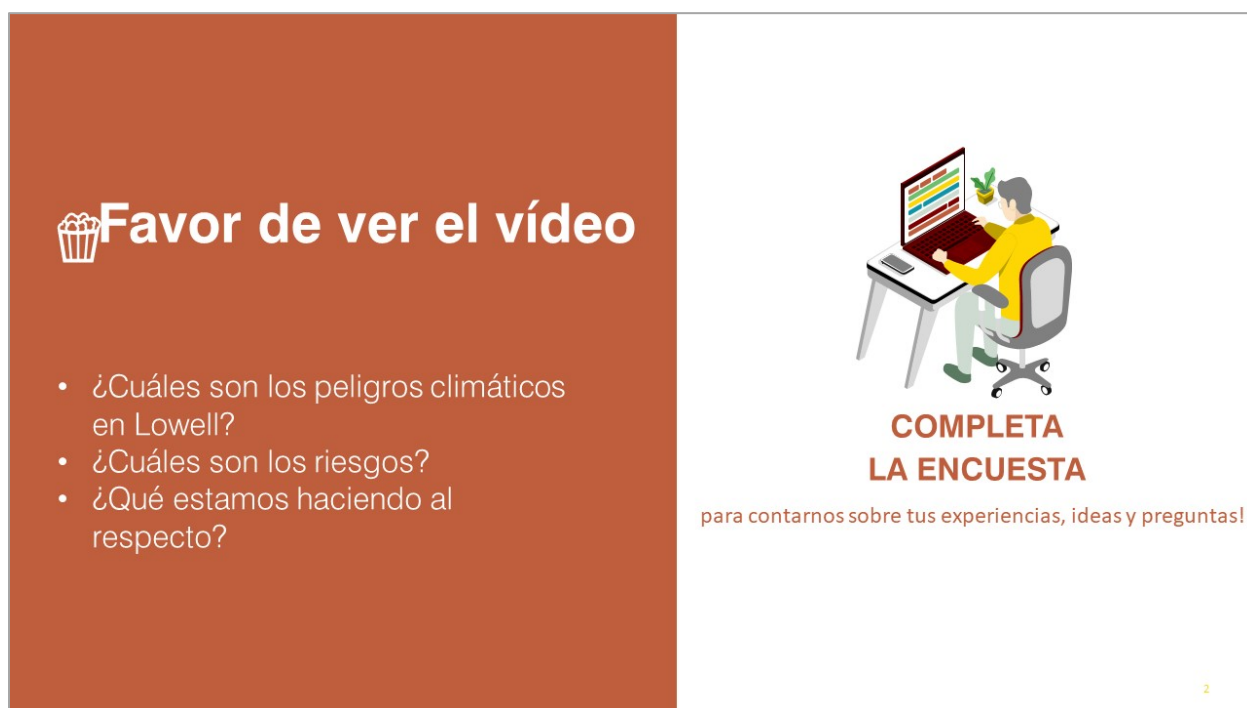 Favor de ver el vídeo
• ¿Cuáles son los peligros climáticos
en Lowell?
• ¿Cuáles son los riesgos?
• ¿Qué estamos haciendo al
respecto?
COMPLETA
LA ENCUESTA
para contarnos sobre tus experiencias, ideas y preguntas!
2